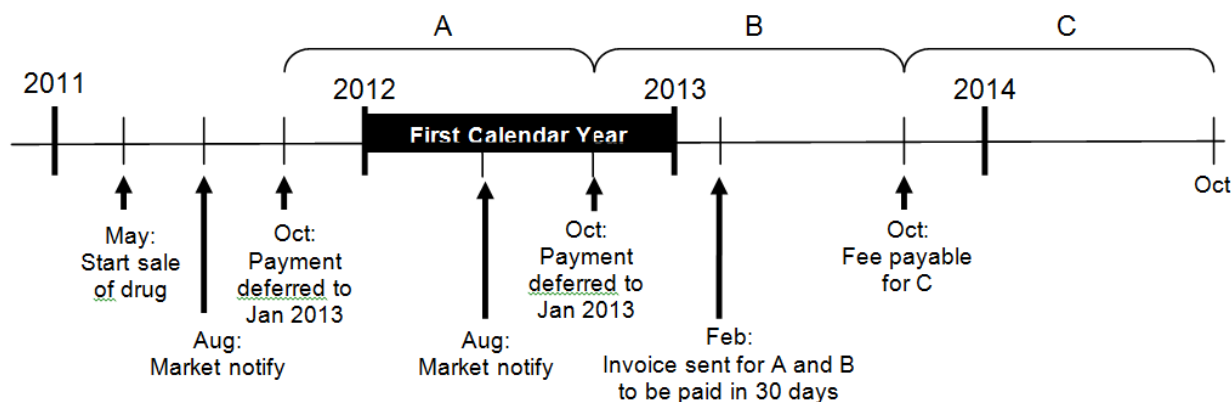 A
B
C
2011
2012
2013
2014
First Calendar Year
Oct
May:
Start sale
of drug
Oct:
Payment
deferred to
Jan 2013
Oct:
Payment
deferred to
Jan 2013
Oct:
Fee payable
for C
Aug:
Market notify
Aug:
Market notify
Feb:
Invoice sent for A and B
to be paid in 30 days